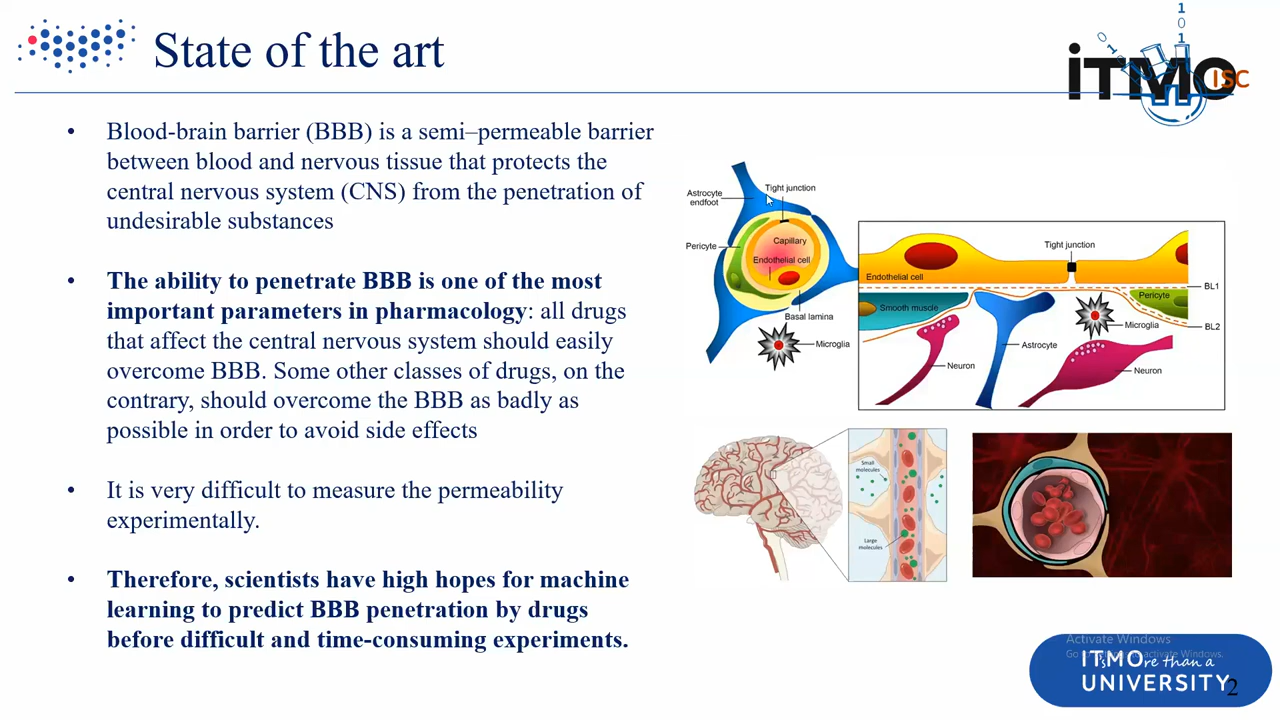 State of the art
1
0
1
0
1
iTMO
ISC
• Blood-brain barrier (BBB) is a semi–permeable barrier
between blood and nervous tissue that protects the
central nervous system (CNS) from the penetration of
undesirable substances
• The ability to penetrate BBB is one of the most
important parameters in pharmacology: all drugs
that affect the central nervous system should easily
overcome BBB. Some other classes of drugs, on the
contrary, should overcome the BBB as badly as
possible in order to avoid side effects
• It is very difficult to measure the permeability
experimentally.
• Therefore, scientists have high hopes for machine
learning to predict BBB penetration by drugs
before difficult and time-consuming experiments.
Astrocyte
endfoot
Tight junction
Pericyte
Capillary
Endothelial cell
Basal lamina
Microglia
Tight junction
Endothelial cell
BL1
Smooth muscle
Pericyte
Microglia
BL2
Astrocyte
Neuron
Neuron
Small
molecules
Large
molecules
Activate Windows
ITsMOre than a
UNIVERSITY
2